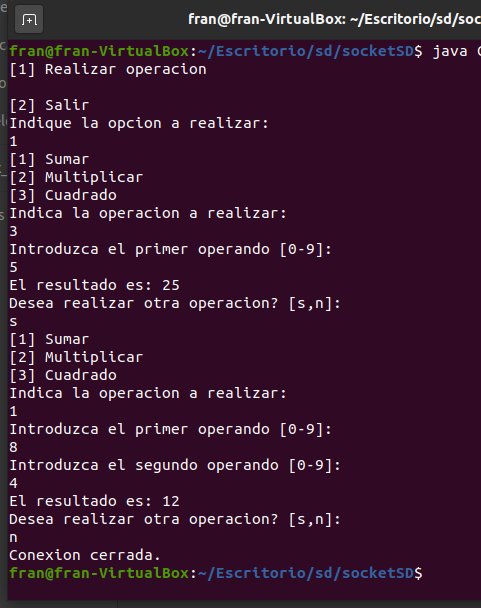 fran@fran-VirtualBox: ~/Escritorio/sd/soc
fran@fran-VirtualBox:~/Escritorio/sd/socketSD$ java
[1] Realizar operacion
[2] Salir
Indique la opcion a realizar:
1
[1] Sumar
[2] Multiplicar
[3] Cuadrado
Indica la operacion a realizar:
3
Introduzca el primer operando [0-9]:
5
El resultado es: 25
Desea realizar otra operacion? [s,n]:
s
[1] Sumar
[2] Multiplicar
[3] Cuadrado
Indica la operacion a realizar:
1
Introduzca el primer operando [0-9]:
8
Introduzca el segundo operando [0-9]:
4
El resultado es: 12
Desea realizar otra operacion? [s,n]:
n
Conexion cerrada.
fran@fran-VirtualBox:~/Escritorio/sd/socketSD$